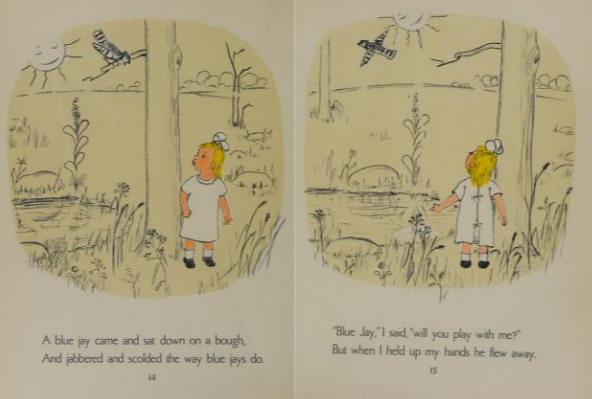 A blue jay came and sat down on a bough,
And jabbered and scolded the way blue jays do.
14
"Blue Jay," I said, "will you play with me?"
But when I held up my hands he flew away.
15